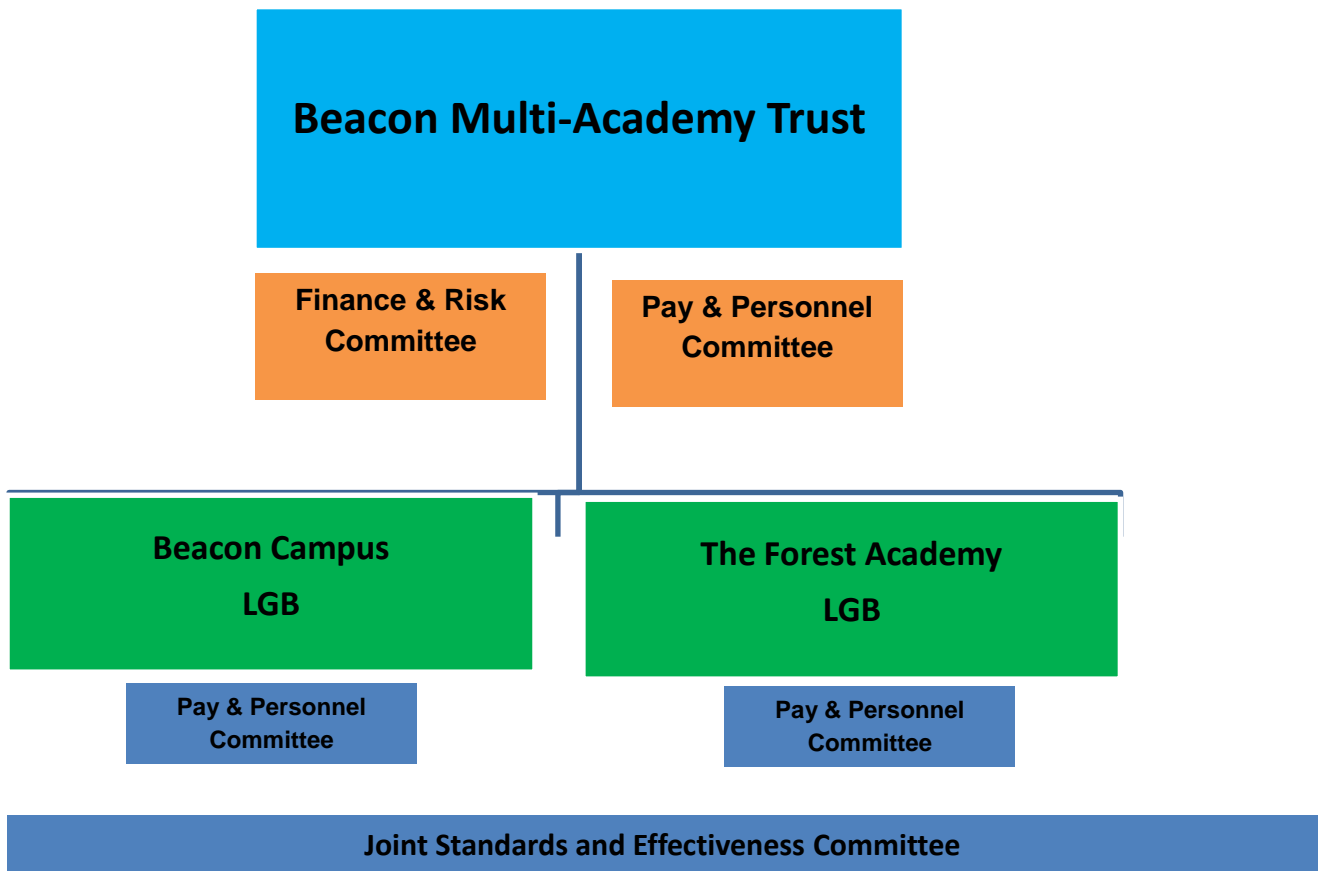 Beacon Multi-Academy Trust
Finance & Risk
Committee
Pay & Personnel
Committee
Beacon Campus
LGB
The Forest Academy
LGB
Pay & Personnel
Committee
Pay & Personnel
Committee
Joint Standards and Effectiveness Committee